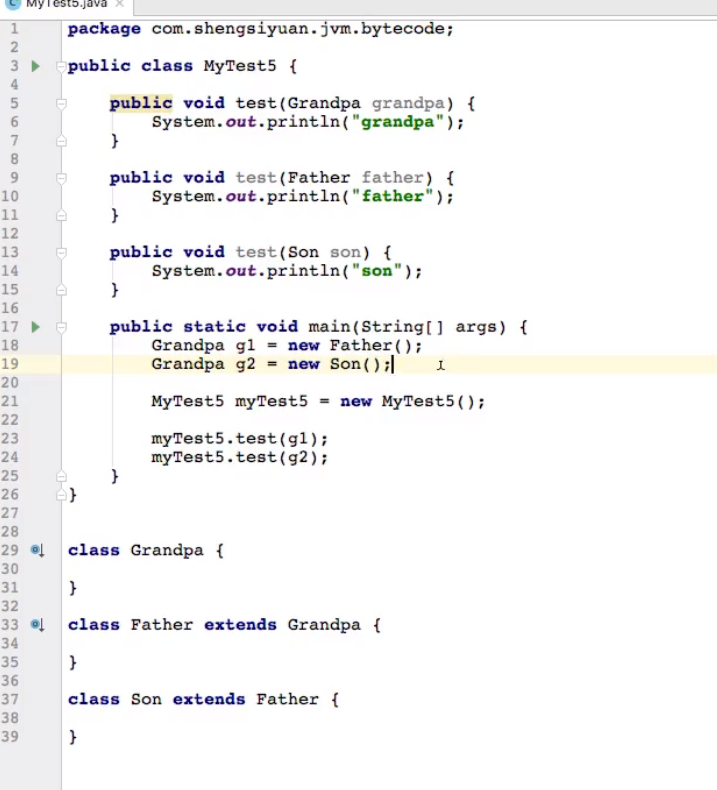 MyTest5.java ×
1 package com.shengsiyuan.jvm.bytecode;
2
3 public class MyTest5 {
4
5 public void test(Grandpa grandpa) {
6 System.out.println("grandpa");
7 }
8
9 public void test(Father father) {
10 System.out.println("father");
11 }
12
13 public void test(Son son) {
14 System.out.println("son");
15 }
16
17 public static void main(String[] args) {
18 Grandpa g1 = new Father();
19 Grandpa g2 = new Son();
20
21 MyTest5 myTest5 = new MyTest5();
22
23 myTest5.test(g1);
24 myTest5.test(g2);
25 }
26 }
27
28
29 class Grandpa {
30
31 }
32
33 class Father extends Grandpa {
34
35 }
36
37 class Son extends Father {
38
39 }